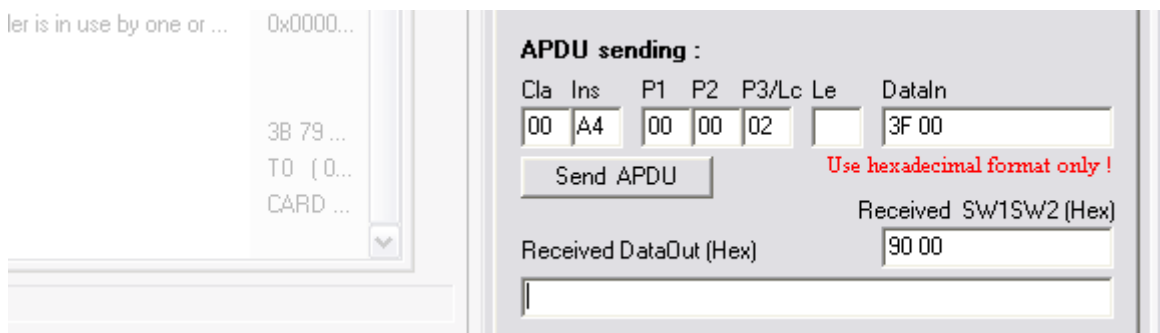 ler is in use by one or ... 0x0000...
3B 79 ...
T0 ( 0...
CARD ...
APDU sending :
Cla Ins P1 P2 P3/Lc Le DataIn
00 A4 00 00 02 3F 00
Send APDU
Use hexadecimal format only !
Received SW1SW2 (Hex)
90 00
Received DataOut (Hex)